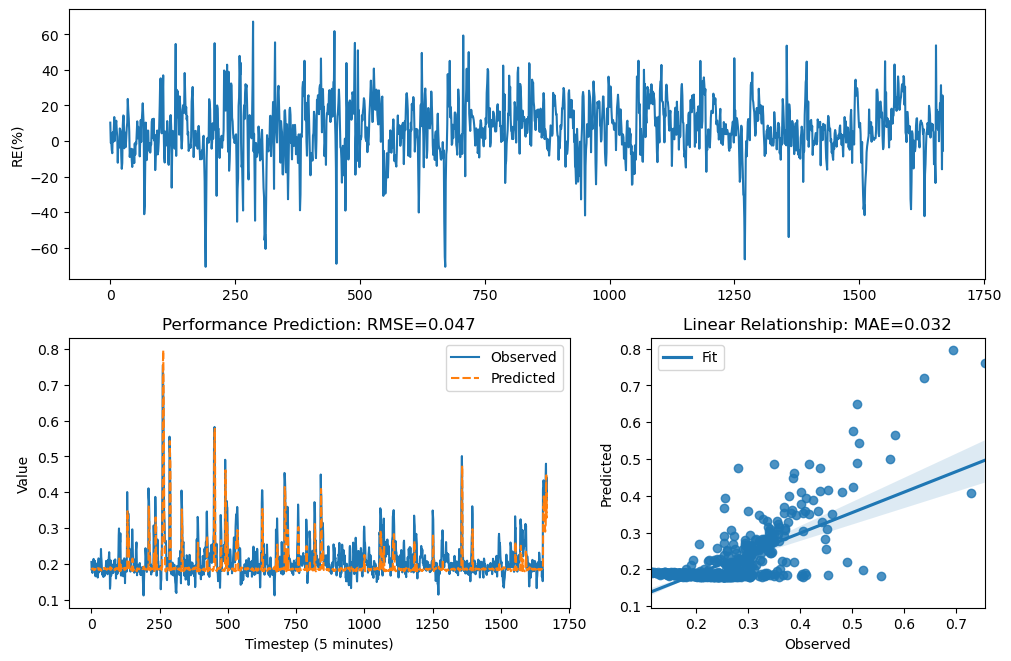 60
40
20
0
−20
−40
−60
RE(%)
0 250 500 750 1000 1250 1500 1750
Performance Prediction: RMSE=0.047
Observed
Predicted
0.8
0.7
0.6
0.5
0.4
0.3
0.2
0.1
Value
0 250 500 750 1000 1250 1500 1750
Timestep (5 minutes)
Linear Relationship: MAE=0.032
Fit
0.8
0.7
0.6
0.5
0.4
0.3
0.2
0.1
Predicted
0.2 0.3 0.4 0.5 0.6 0.7
Observed